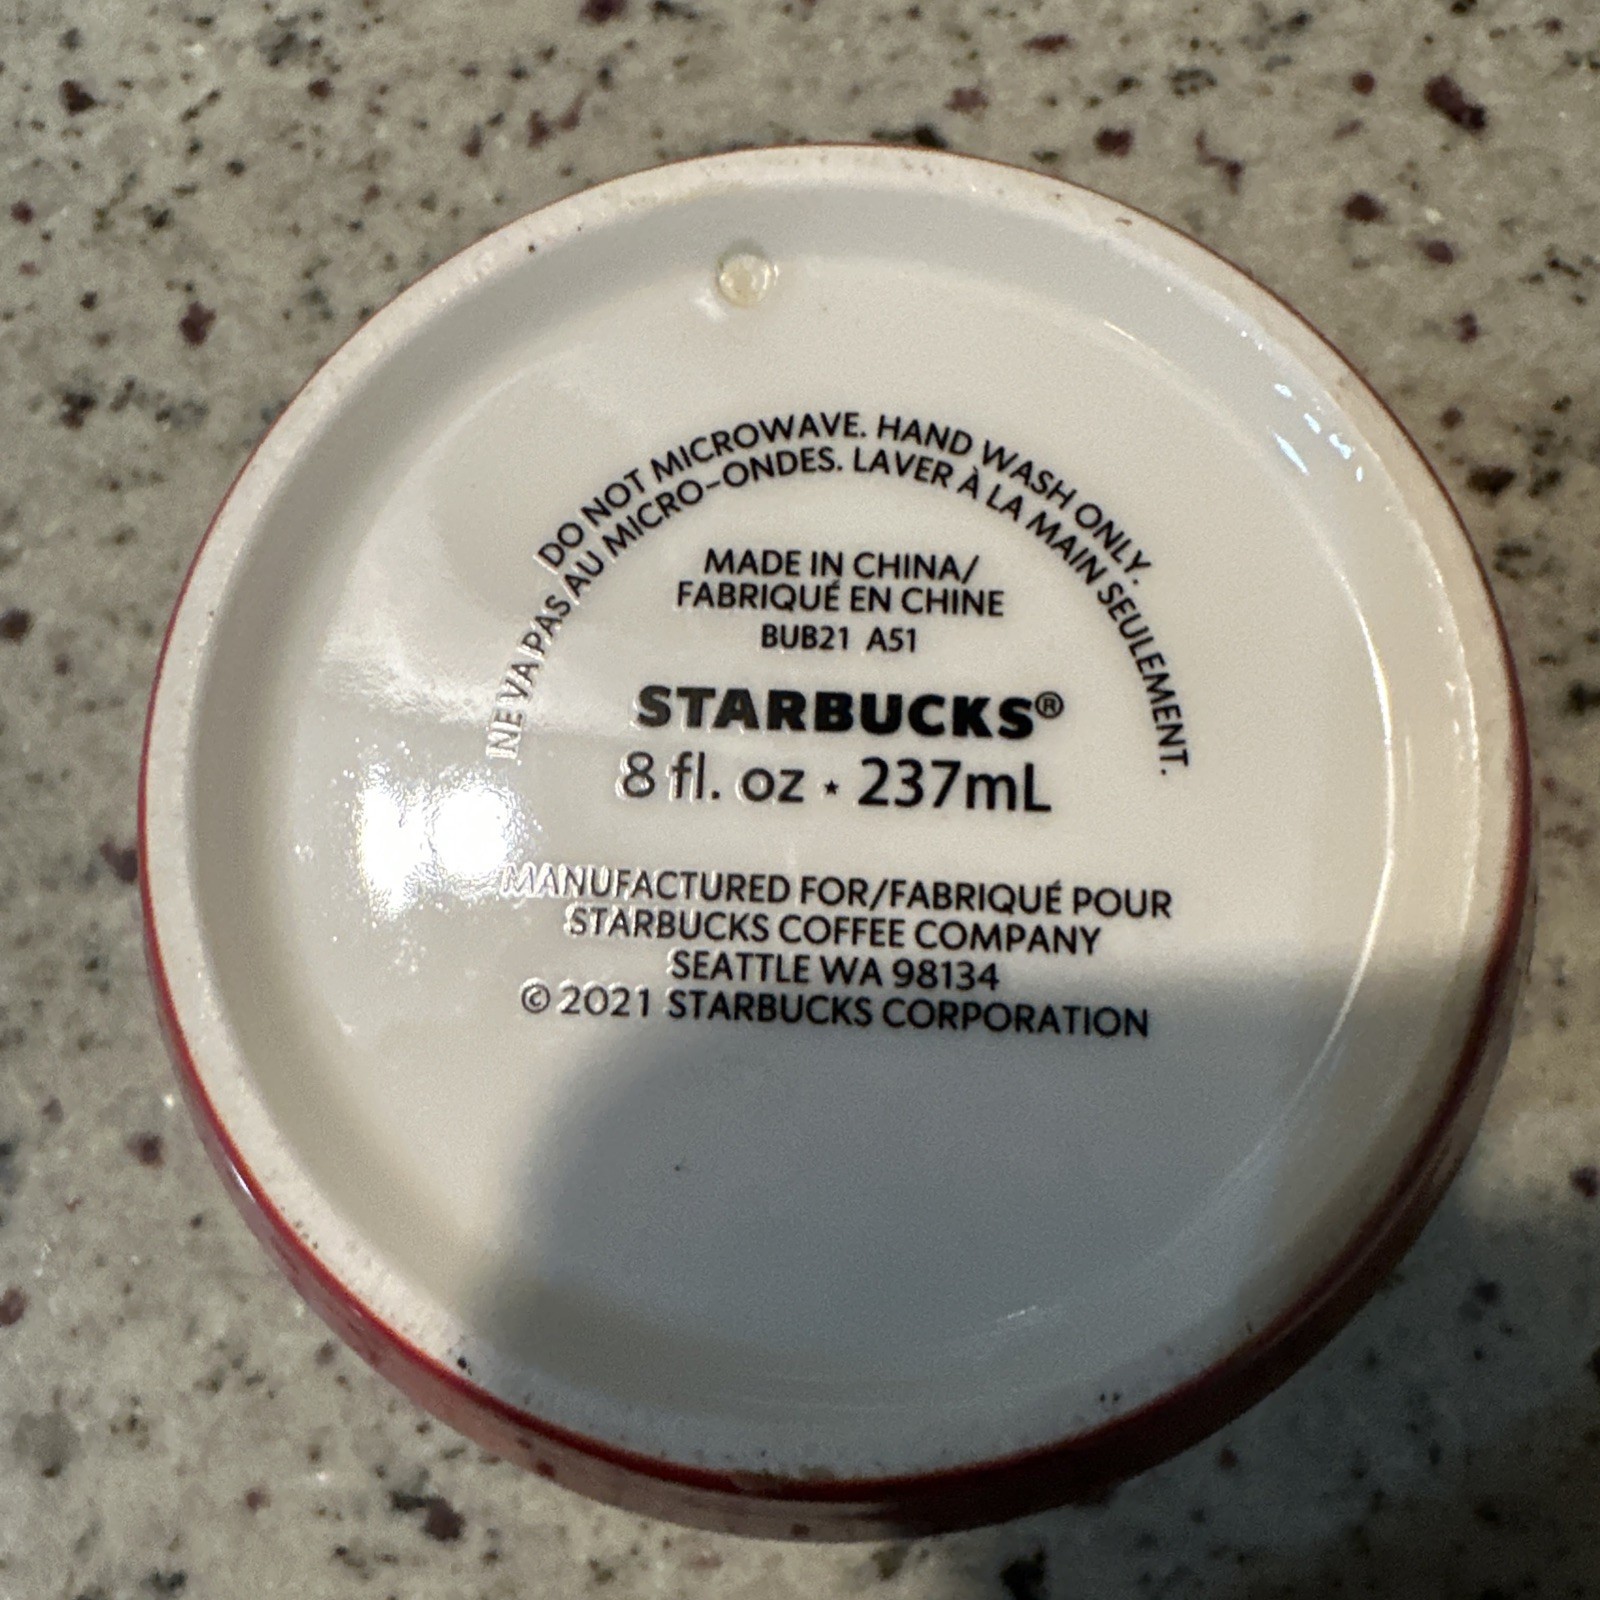 DO NOT MICROWAVE. HAND WASH ONLY.
NE VA PAS AU MICRO-ONDES. LAVER À LA MAIN SEULEMENT.
MADE IN CHINA/
FABRIQUÉ EN CHINE
BUB21 A51
STARBUCKS®
8 fl. oz ⋆ 237mL
MANUFACTURED FOR/FABRIQUÉ POUR
STARBUCKS COFFEE COMPANY
SEATTLE WA 98134
© 2021 STARBUCKS CORPORATION